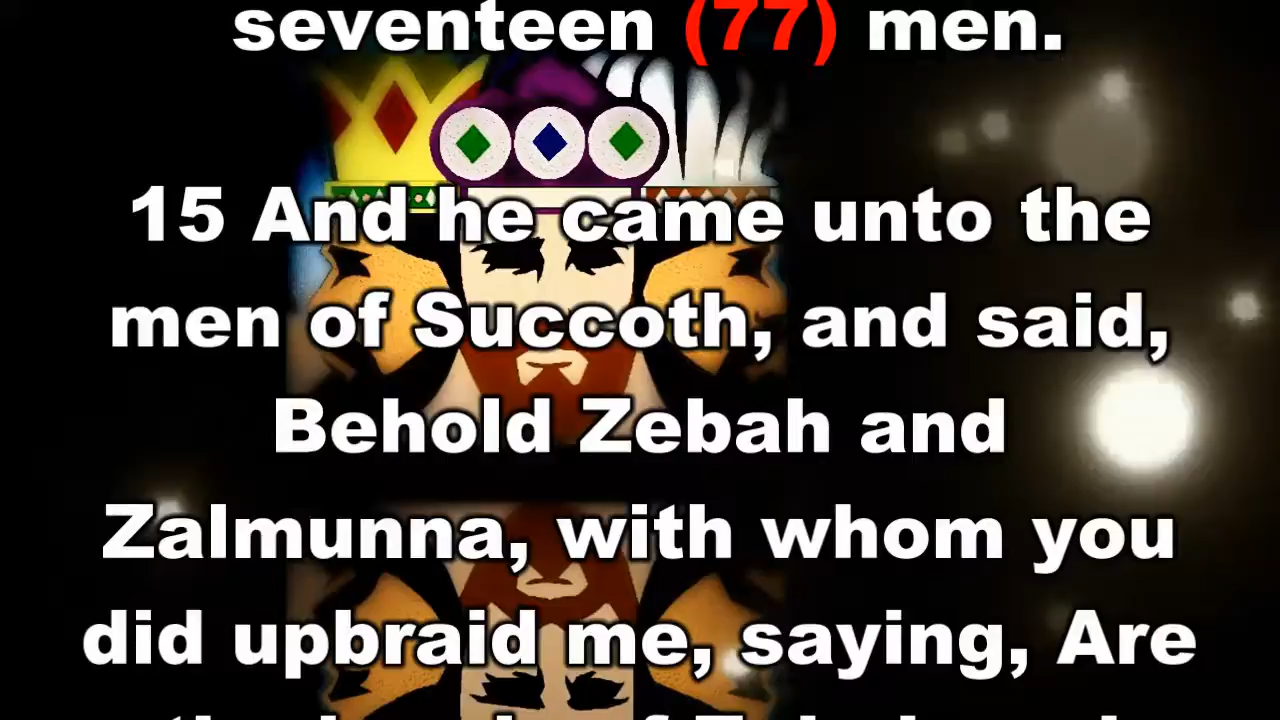 seventeen (77) men.
15 And he came unto the
men of Succoth, and said,
Behold Zebah and
Zalmunna, with whom you
did upbraid me, saying, Are